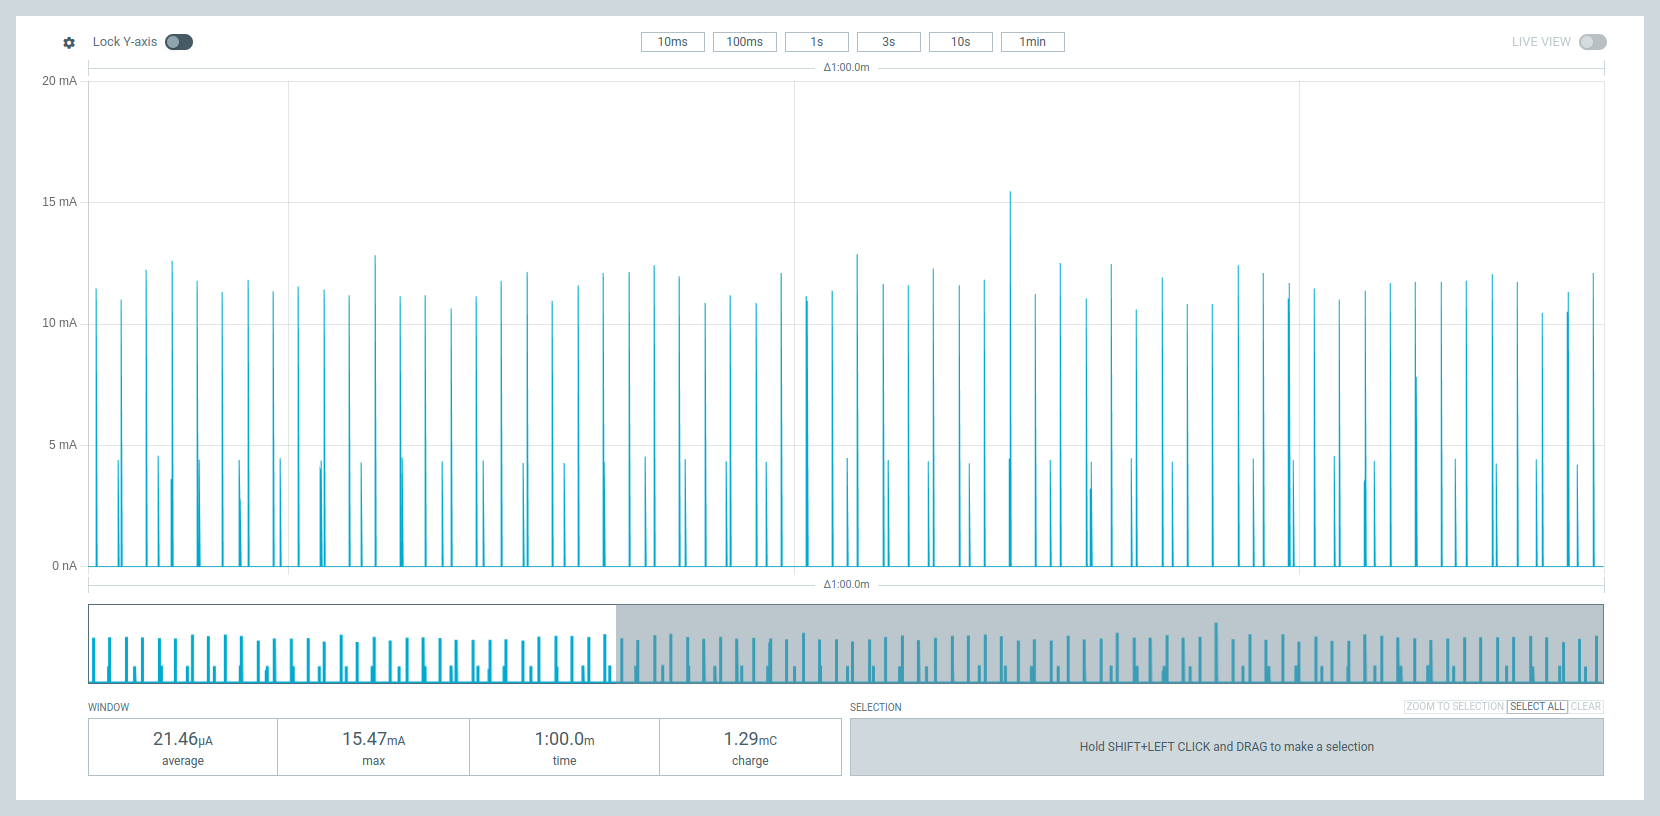 Lock Y-axis 10ms 100ms 1s 3s 10s 1min LIVE VIEW
Δ1:00.0m
20 mA
15 mA
10 mA
5 mA
0 nA
Δ1:00.0m
WINDOW SELECTION ZOOM TO SELECTION SELECT ALL CLEAR
21.46μA 15.47mA 1:00.0m 1.29mC
average max time charge
Hold SHIFT+LEFT CLICK and DRAG to make a selection